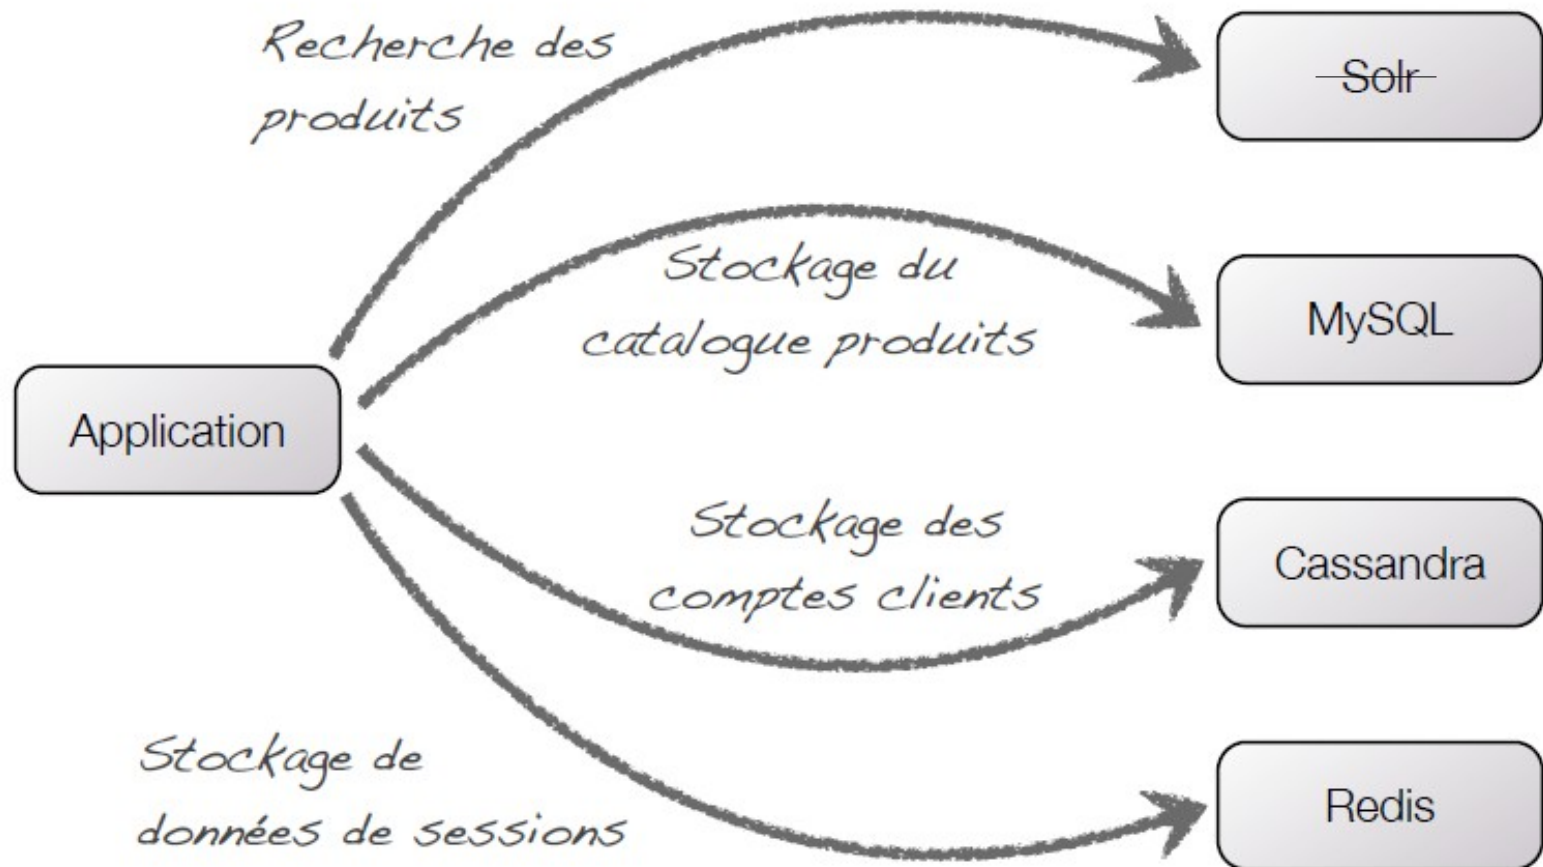 Recherche des
produits
Solr
Stockage du
catalogue produits
MySQL
Application
Stockage des
comptes clients
Cassandra
Stockage de
données de sessions
Redis